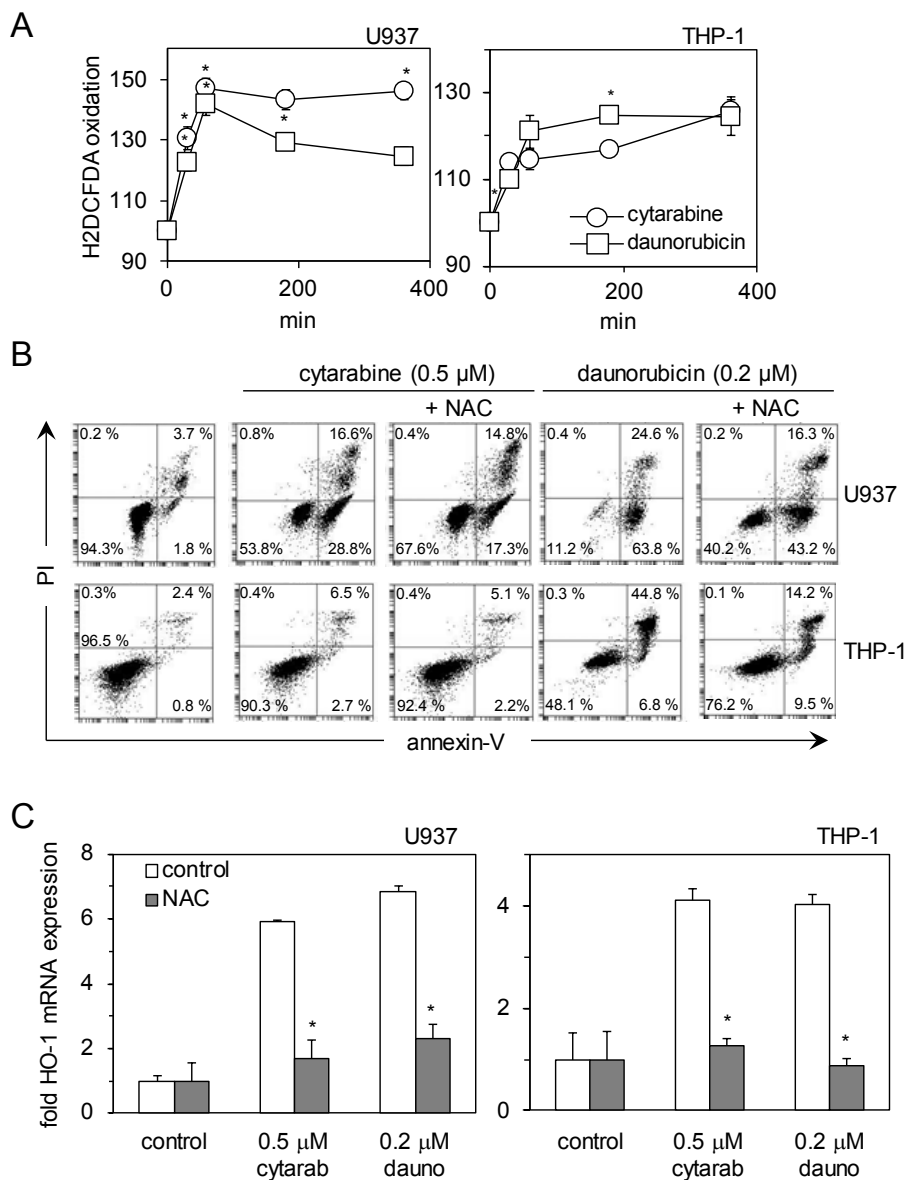 A
U937
THP-1
H2DCFDA oxidation
150
130
110
90
0
200
400
min
130
110
90
0
200
400
min
*
*
*
*
*
*
*
*
cytarabine
daunorubicin
B
cytarabine (0.5 µM)
daunorubicin (0.2 µM)
+ NAC
+ NAC
0.2 %
3.7 %
0.8%
16.6%
0.4%
14.8%
0.4 %
24.6 %
0.2 %
16.3 %
U937
94.3%
1.8 %
53.8%
28.8%
67.6%
17.3%
11.2 %
63.8 %
40.2 %
43.2 %
0.3%
2.4 %
0.4%
6.5 %
0.4%
5.1 %
0.3 %
44.8 %
0.1 %
14.2 %
96.5 %
THP-1
0.8 %
90.3%
2.7 %
92.4 %
2.2%
48.1 %
6.8 %
76.2 %
9.5 %
PI
annexin-V
C
U937
THP-1
fold HO-1 mRNA expression
8
6
4
2
0
control
NAC
*
*
control
0.5 µM
cytarab
0.2 µM
dauno
4
2
0
*
*
control
0.5 µM
cytarab
0.2 µM
dauno